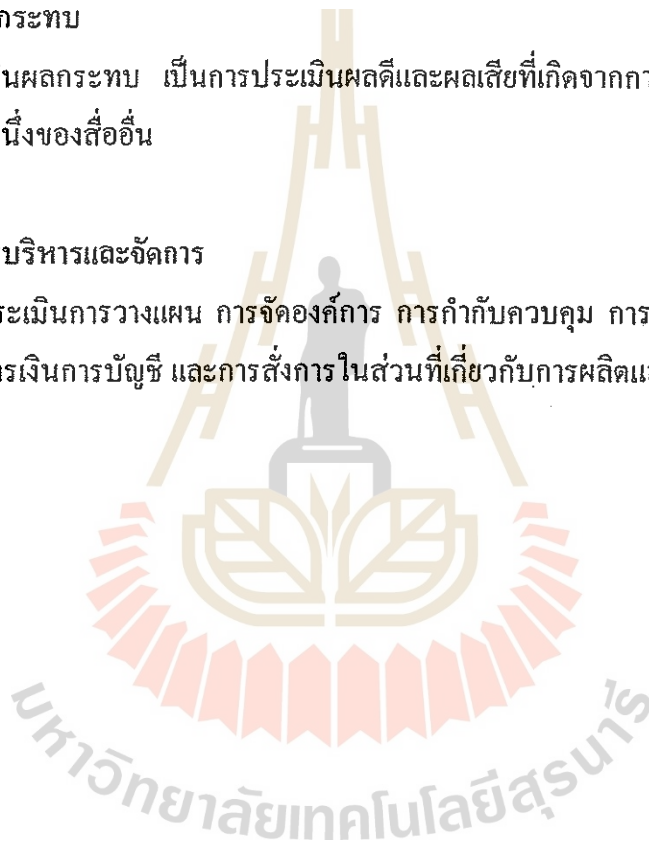 กระทบ
นผลกระทบ เป็นการประเมินผลดีและผลเสียที่เกิดจากกา
นึ่งของสื่ออื่น
บริหารและจัดการ
ระเมินการวางแผน การจัดองค์การ การกำกับควบคุม การ
ารเงินการบัญชี และการสั่งการในส่วนที่เกี่ยวกับการผลิตแล
มหาวิทยาลัยเทคโนโลยีสุรนารี